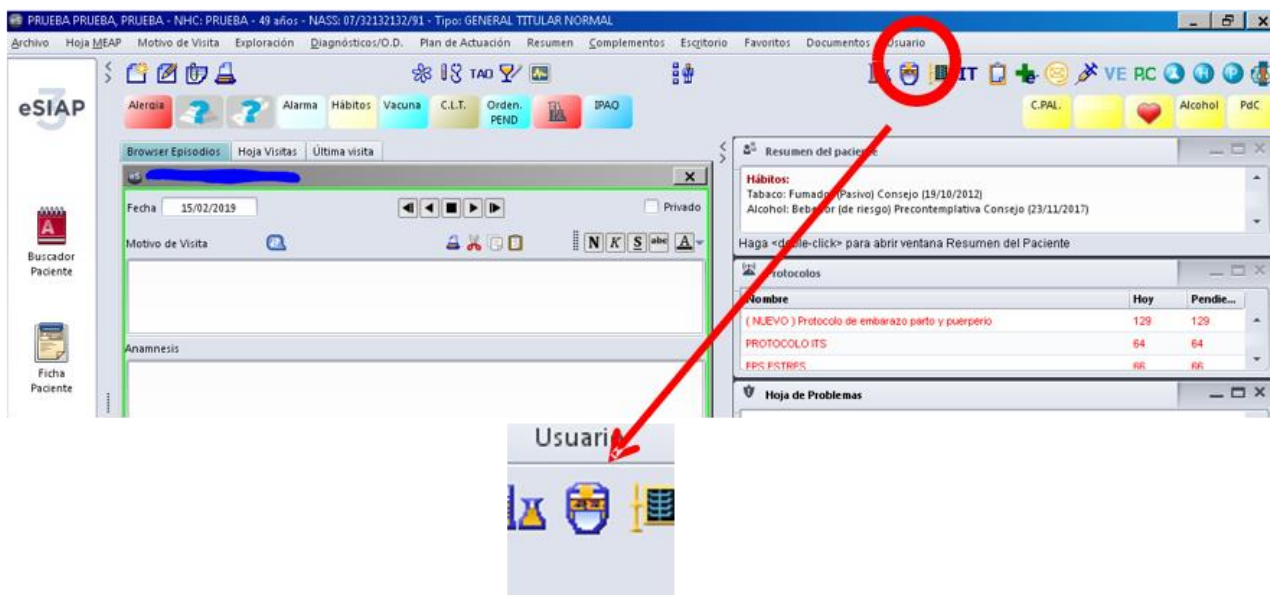 PRUEBA PRUEBA, PRUEBA - NHC: PRUEBA - 49 años - NASS: 07/32132132/91 - Tipo: GENERAL TITULAR NORMAL
Archivo Hoja MEAP Motivo de Visita Exploración Diagnósticos/O.D. Plan de Actuación Resumen Complementos Escritorio Favoritos Documentos Usuario
TAO IT VE P.C
eSIAP
3
Alergia Alarma Hábitos Vacuna C.L.T. Orden. PEND IPAO C.PAL. Alcohol PdC
Browser Episodios Hoja Visitas Última visita
Resumen del paciente
Hábitos:
Tabaco: Fumador (Pasivo) Consejo (19/10/2012)
Alcohol: Bebedor (de riesgo) Precontemplativa Consejo (23/11/2017)
Haga <doble-click> para abrir ventana Resumen del Paciente
Fecha 15/02/2019 Privado
Motivo de Visita N K S abc A
Anamnesis
Buscador
Paciente
Ficha
Paciente
Protocolos
Nombre Hoy Pendie...
( NUEVO ) Protocolo de embarazo parto y puerperio 129 129
PROTOCOLO ITS 64 64
EPS ESTRES 66 66
Hoja de Problemas
Usuario